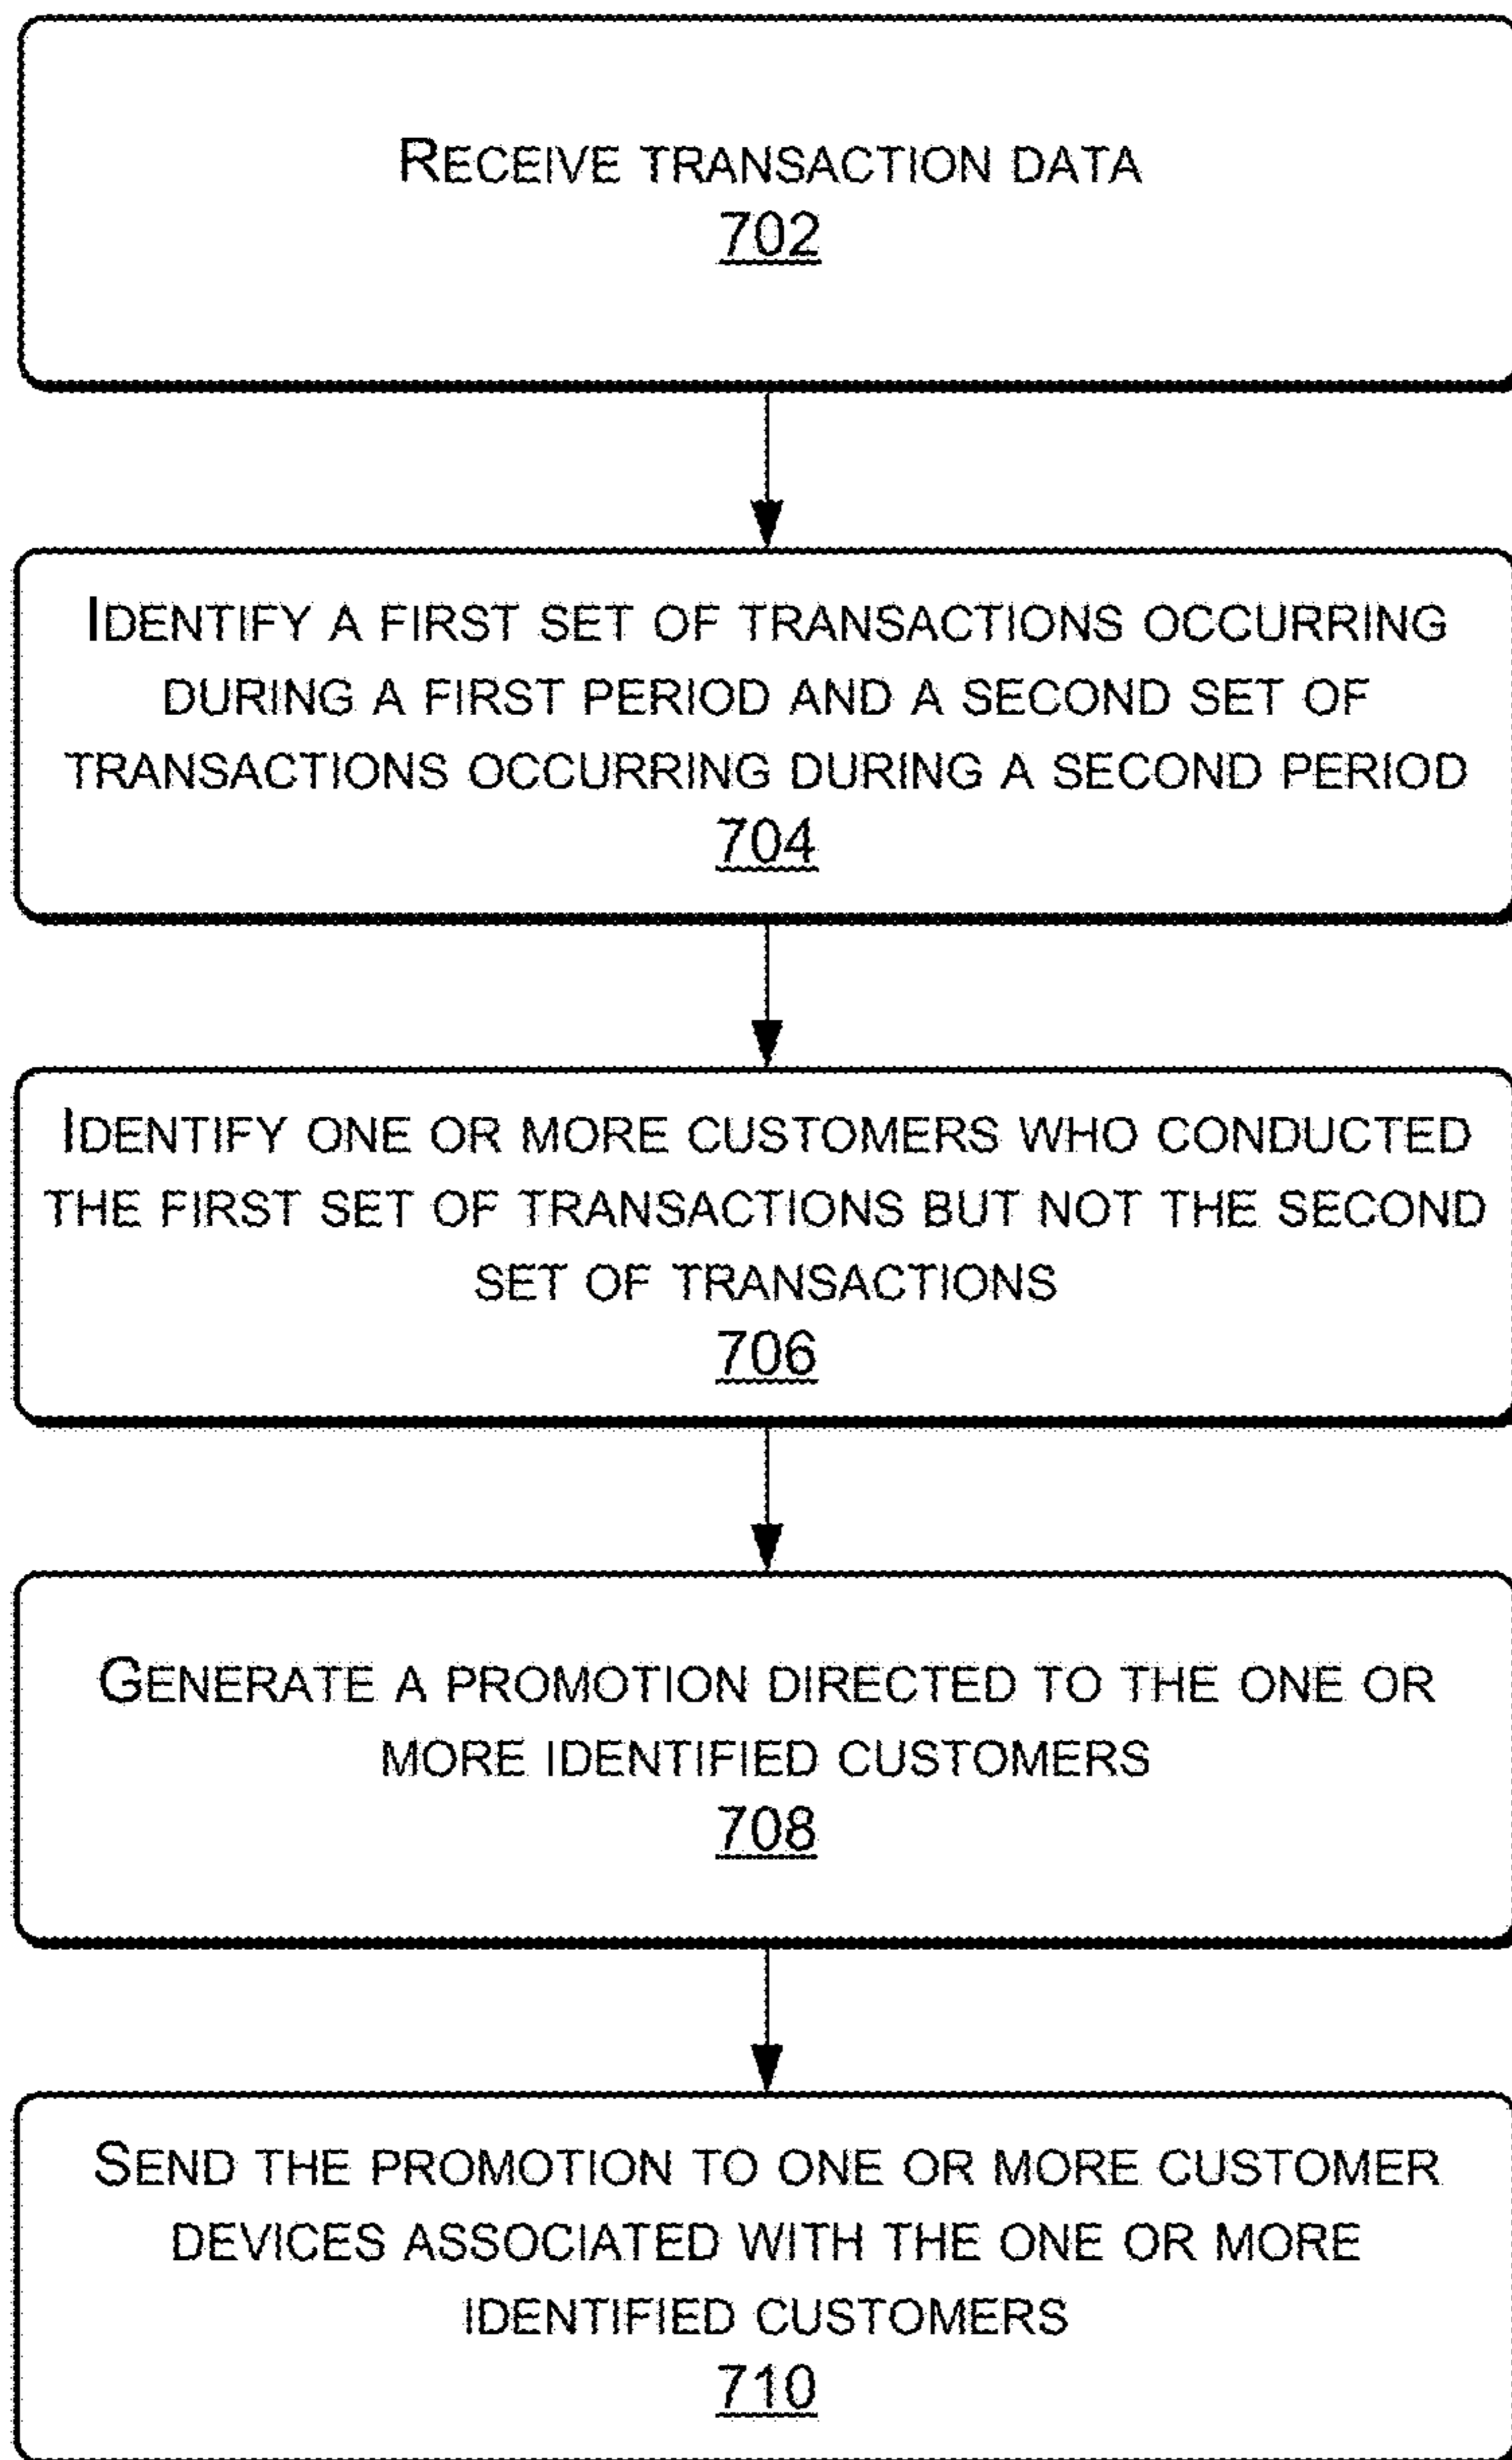 RECEIVE TRANSACTION DATA
702
IDENTIFY A FIRST SET OF TRANSACTIONS OCCURRING
DURING A FIRST PERIOD AND A SECOND SET OF
TRANSACTIONS OCCURRING DURING A SECOND PERIOD
704
IDENTIFY ONE OR MORE CUSTOMERS WHO CONDUCTED
THE FIRST SET OF TRANSACTIONS BUT NOT THE SECOND
SET OF TRANSACTIONS
706
GENERATE A PROMOTION DIRECTED TO THE ONE OR
MORE IDENTIFIED CUSTOMERS
708
SEND THE PROMOTION TO ONE OR MORE CUSTOMER
DEVICES ASSOCIATED WITH THE ONE OR MORE
IDENTIFIED CUSTOMERS
710